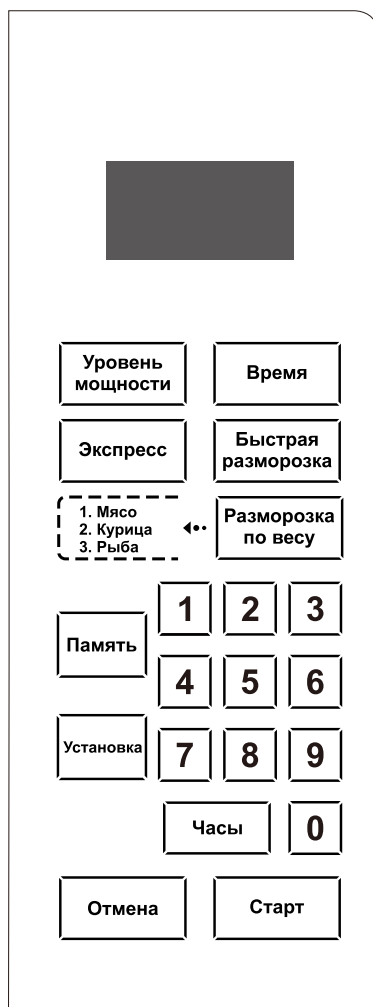 Уровень
мощности
Время
Экспресс
Быстрая
разморозка
1. Мясо
2. Курица
3. Рыба
Разморозка
по весу
Память
1 2 3
4 5 6
Установка
7 8 9
Часы
0
Отмена
Старт